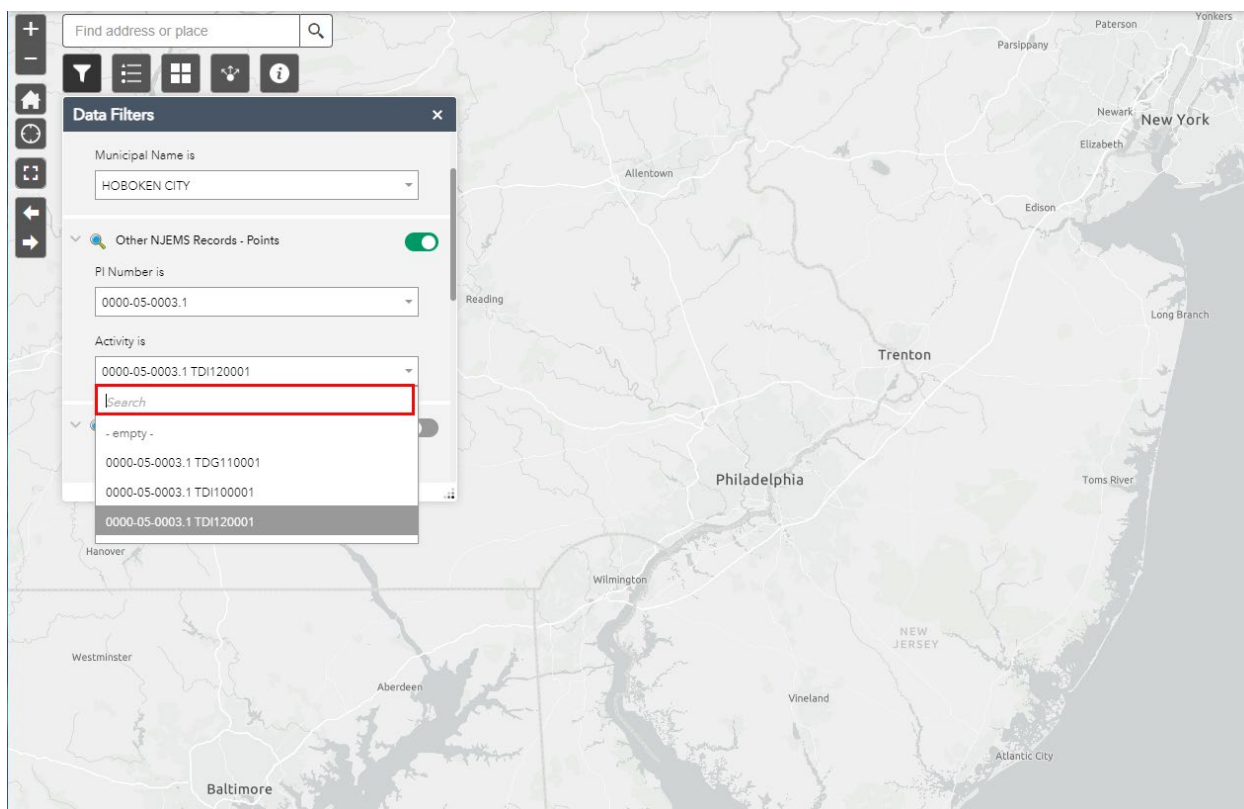 Find address or place
Data Filters
Municipal Name is
HOBOKEN CITY
Other NJEMS Records - Points
PI Number is
0000-05-0003.1
Activity is
0000-05-0003.1 TDI120001
Search
- empty -
0000-05-0003.1 TDG110001
0000-05-0003.1 TDI100001
0000-05-0003.1 TDI120001
Yonkers
Paterson
Parsippany
Newark
New York
Elizabeth
Allentown
Edison
Reading
Long Branch
Trenton
Philadelphia
Toms River
Hanover
Wilmington
NEW
JERSEY
Westminster
Aberdeen
Vineland
Atlantic City
Baltimore